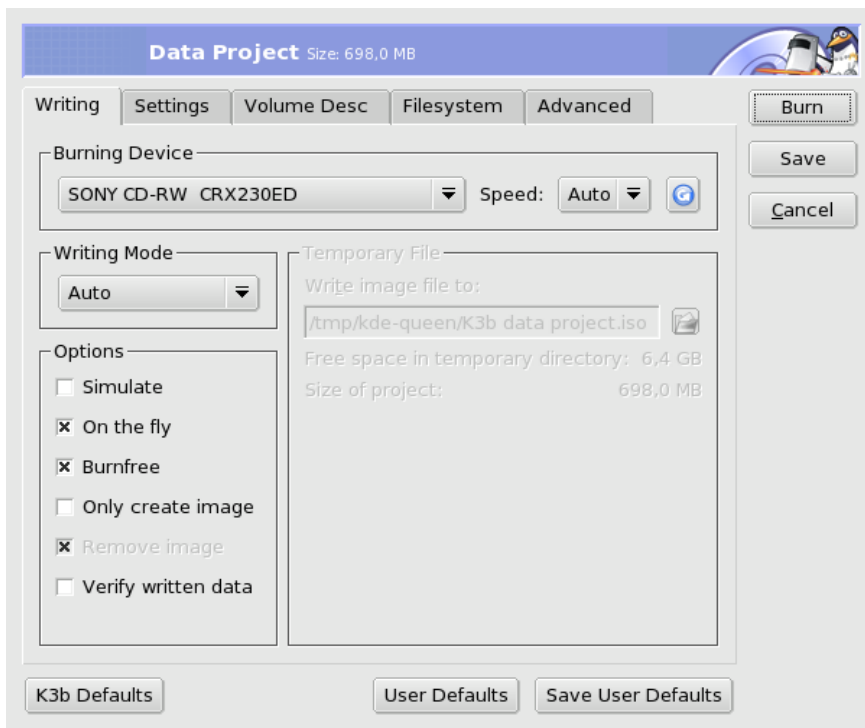 Data Project Size: 698,0 MB
Writing Settings Volume Desc Filesystem Advanced
Burn
Save
Cancel
Burning Device
SONY CD-RW CRX230ED Speed: Auto
Writing Mode
Auto
Temporary File
Write image file to:
/tmp/kde-queen/K3b data project.iso
Free space in temporary directory: 6,4 GB
Size of project: 698,0 MB
Options
Simulate
On the fly
Burnfree
Only create image
Remove image
Verify written data
K3b Defaults User Defaults Save User Defaults